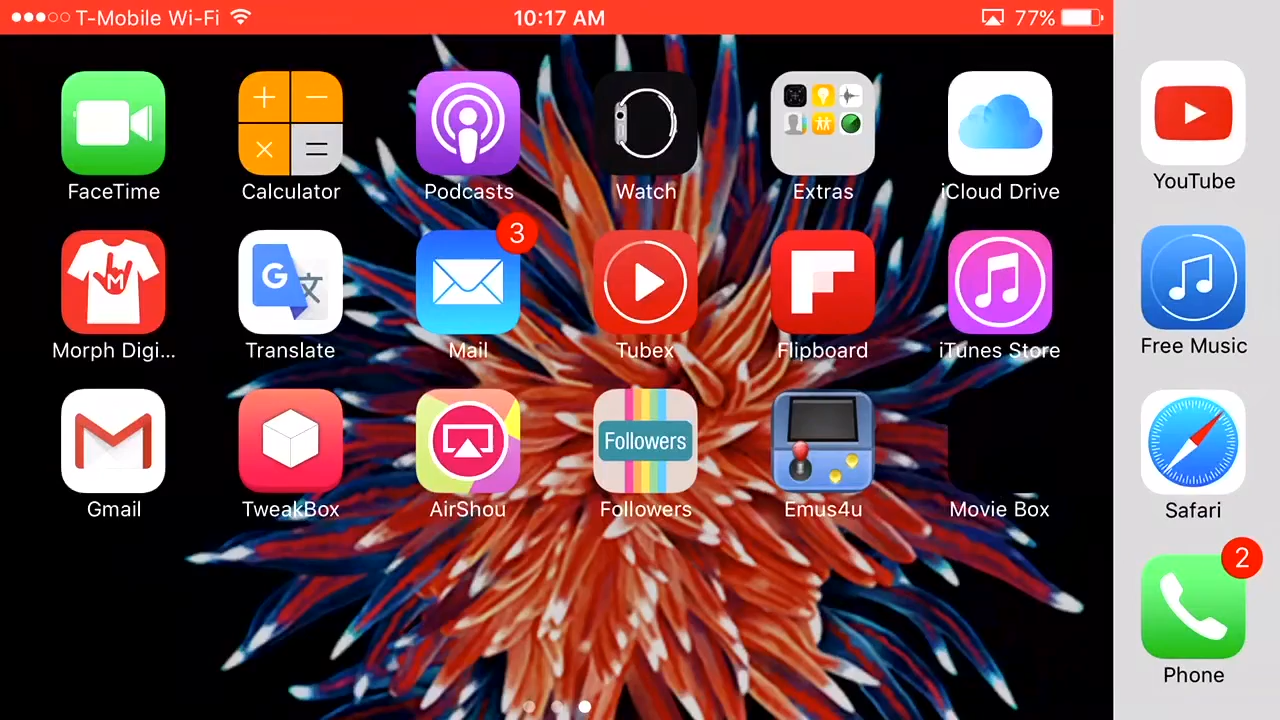 T-Mobile Wi-Fi 10:17 AM 77%
FaceTime Calculator Podcasts Watch Extras iCloud Drive YouTube
M G 文 3
Morph Digi... Translate Mail Tubex Flipboard iTunes Store Free Music
Followers
Gmail TweakBox AirShou Followers Emus4u Movie Box Safari
2
Phone